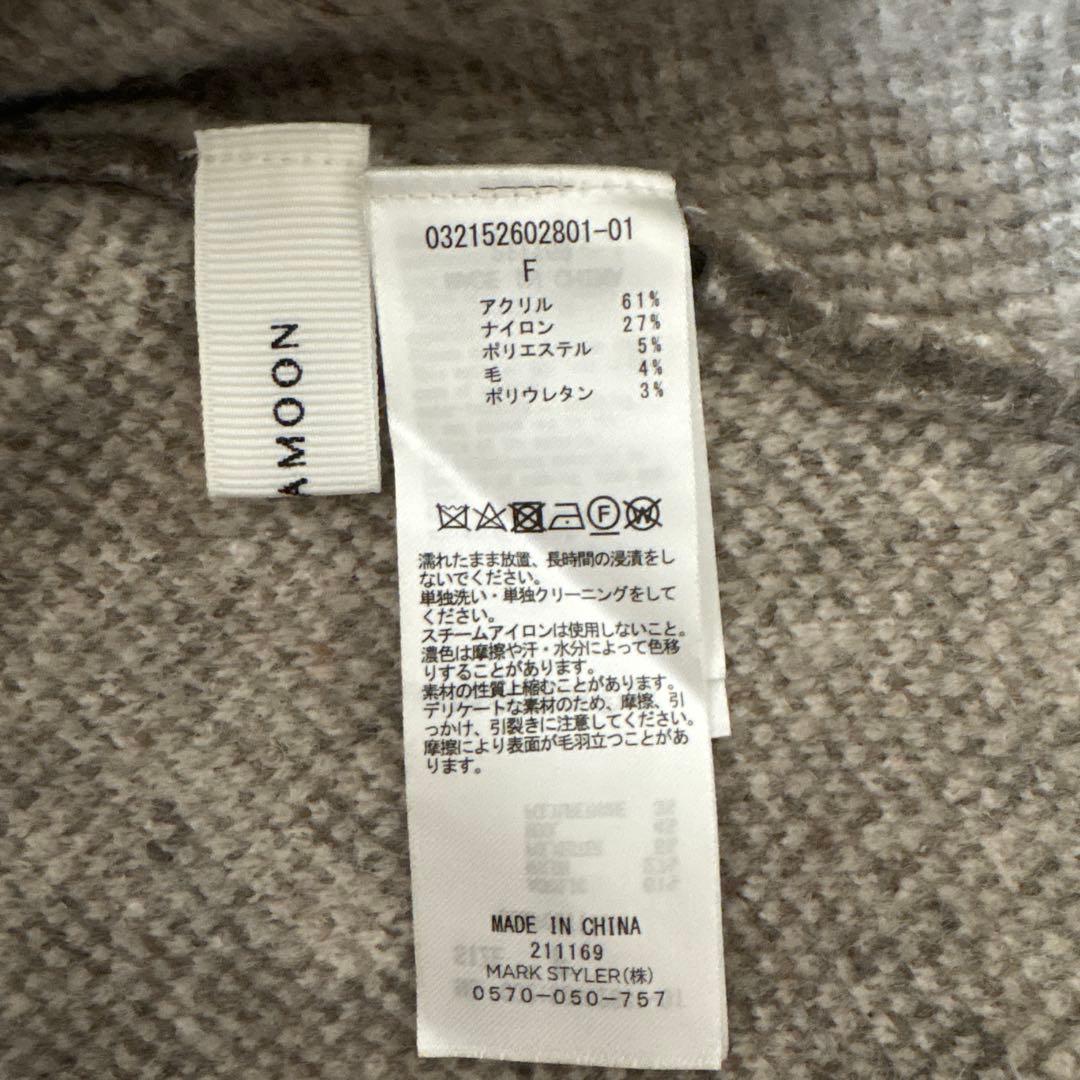 AMOON
032152602801-01
F
アクリル 61%
ナイロン 27%
ポリエステル 5%
毛 4%
ポリウレタン 3%
F
W
濡れたまま放置、長時間の浸漬をし
ないでください。
単独洗い・単独クリーニングをして
ください。
スチームアイロンは使用しないこと。
濃色は摩擦や汗・水分によって色移
りすることがあります。
素材の性質上縮むことがあります。
デリケートな素材のため、摩擦、引
っかけ、引裂きに注意してください。
摩擦により表面が毛羽立つことがあ
ります。
MADE IN CHINA
211169
MARK STYLER(株)
0570-050-757